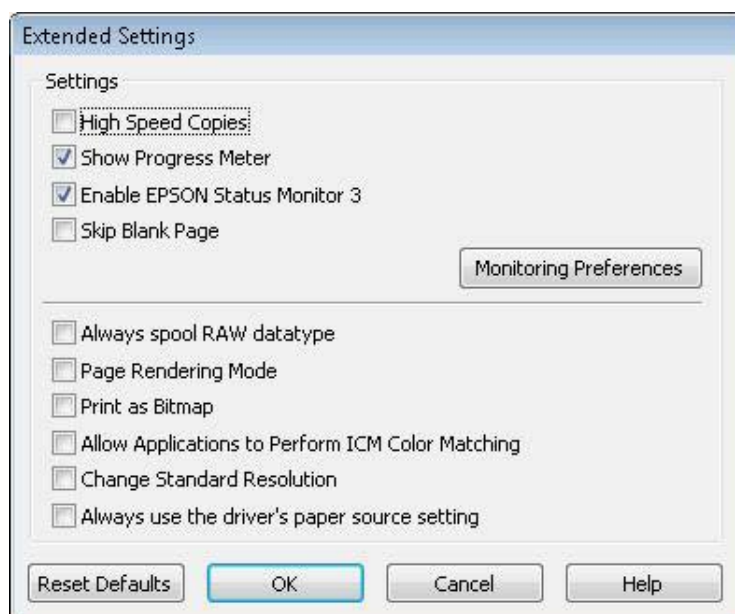 Extended Settings
Settings
High Speed Copies
Show Progress Meter
Enable EPSON Status Monitor 3
Skip Blank Page
Monitoring Preferences
Always spool RAW datatype
Page Rendering Mode
Print as Bitmap
Allow Applications to Perform ICM Color Matching
Change Standard Resolution
Always use the driver's paper source setting
Reset Defaults OK Cancel Help